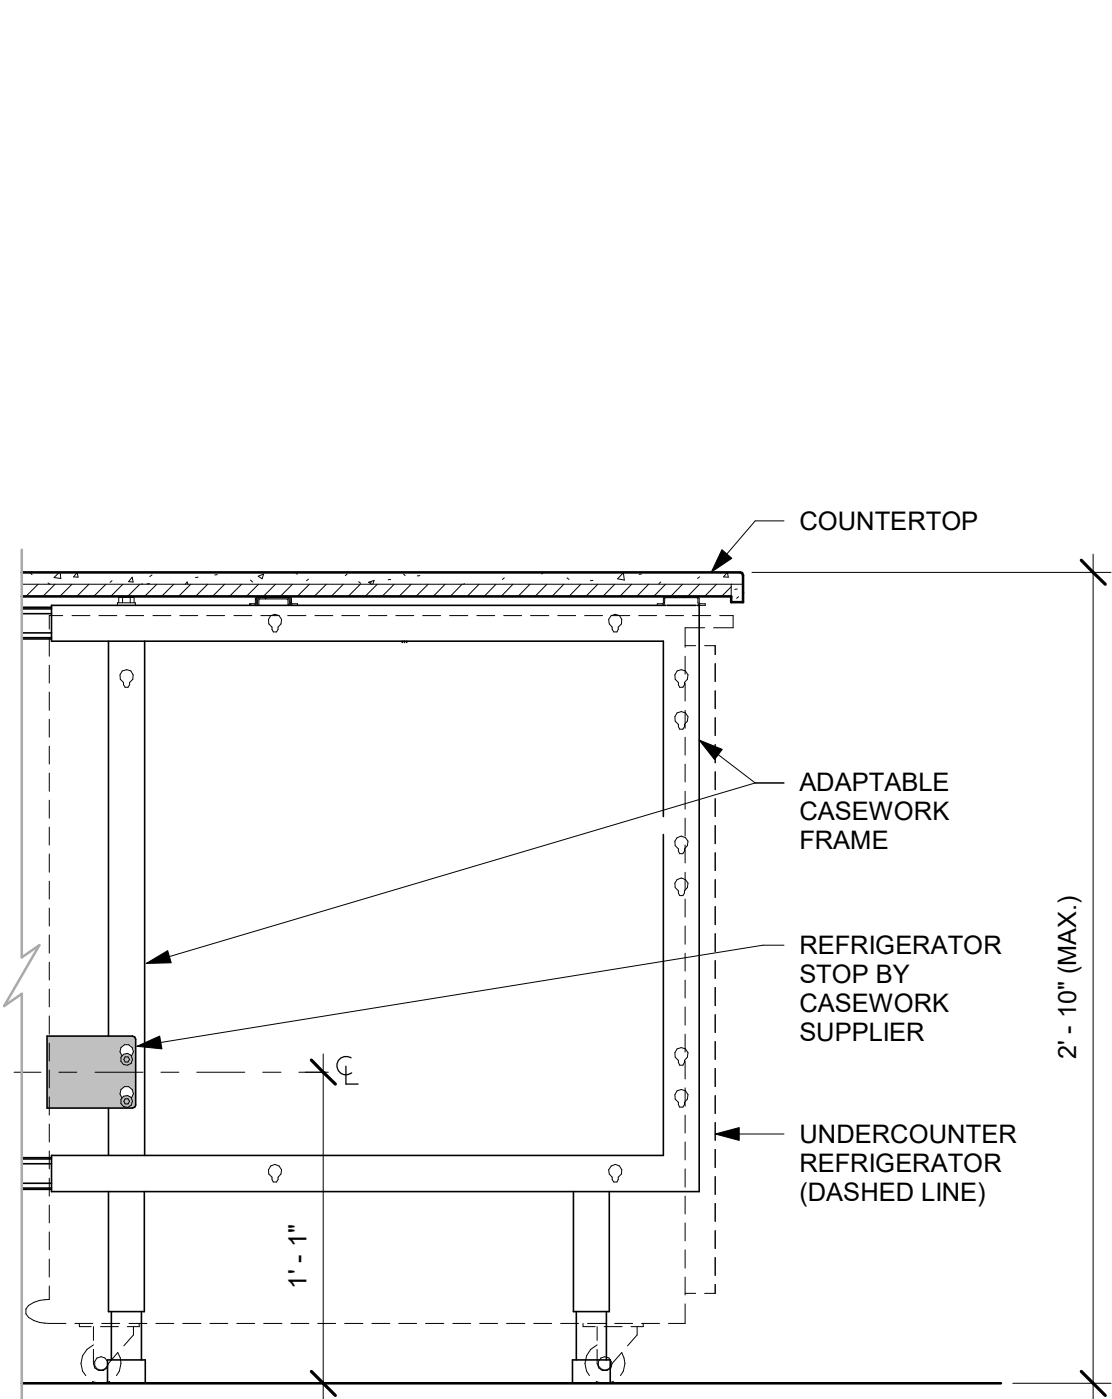 COUNTERTOP
ADAPTABLE
CASEWORK
FRAME
REFRIGERATOR
STOP BY
CASEWORK
SUPPLIER
2' - 10" (MAX.)
℄
UNDERCOUNTER
REFRIGERATOR
(DASHED LINE)
1' - 1"